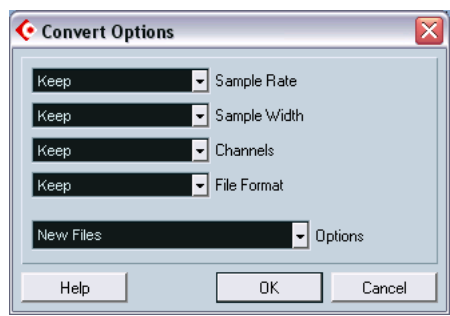 Convert Options
Keep Sample Rate
Keep Sample Width
Keep Channels
Keep File Format
New Files Options
Help OK Cancel